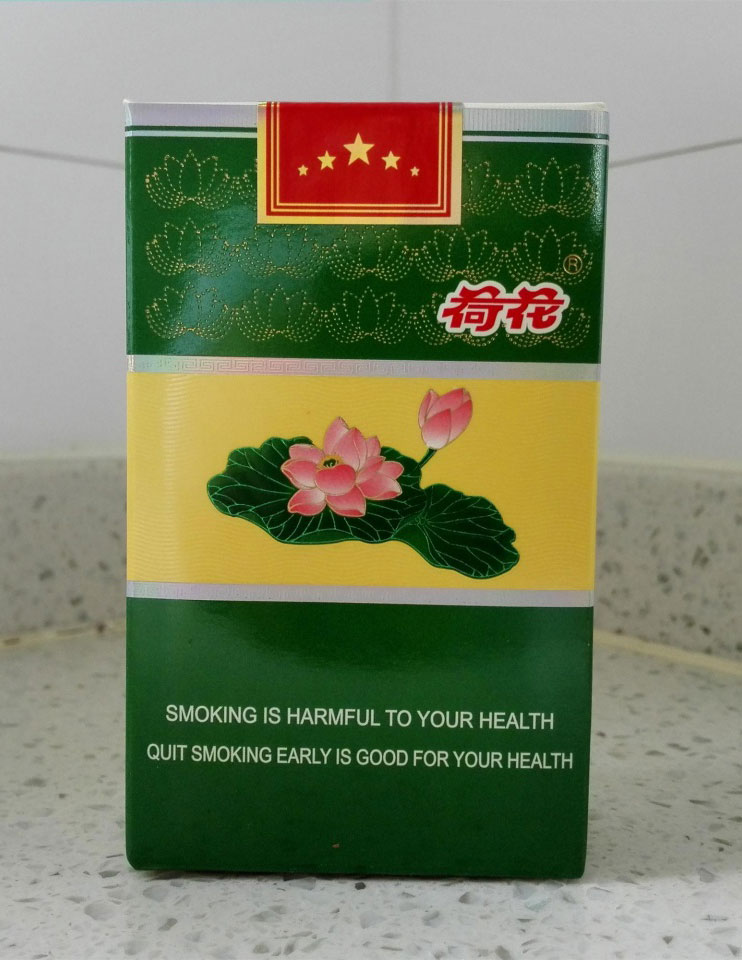 ®
荷花
SMOKING IS HARMFUL TO YOUR HEALTH
QUIT SMOKING EARLY IS GOOD FOR YOUR HEALTH